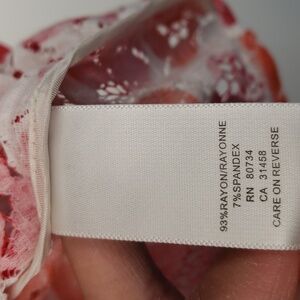 93%RAYON/RAYONNE
7%SPANDEX
RN 80734
CA 31458
CARE ON REVERSE